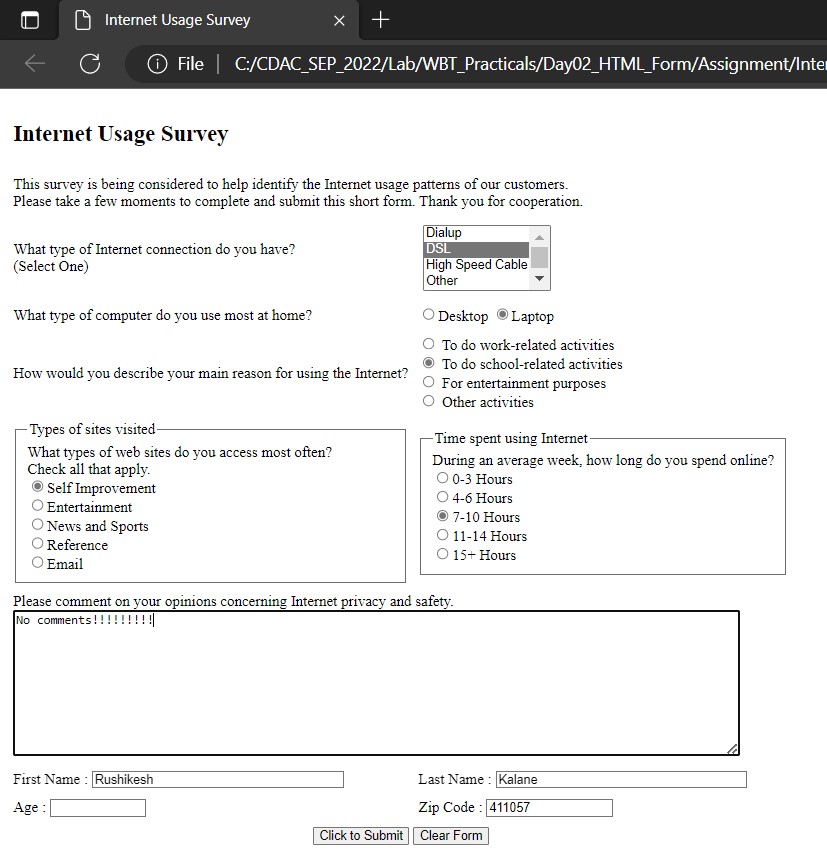 Internet Usage Survey
File
C:/CDAC_SEP_2022/Lab/WBT_Practicals/Day02_HTML_Form/Assignment/Inter
Internet Usage Survey
This survey is being considered to help identify the Internet usage patterns of our customers.
Please take a few moments to complete and submit this short form. Thank you for cooperation.
What type of Internet connection do you have?
(Select One)
Dialup
DSL
High Speed Cable
Other
What type of computer do you use most at home?
Desktop Laptop
How would you describe your main reason for using the Internet?
To do work-related activities
To do school-related activities
For entertainment purposes
Other activities
Types of sites visited
What types of web sites do you access most often?
Check all that apply.
Self Improvement
Entertainment
News and Sports
Reference
Email
Time spent using Internet
During an average week, how long do you spend online?
0-3 Hours
4-6 Hours
7-10 Hours
11-14 Hours
15+ Hours
Please comment on your opinions concerning Internet privacy and safety.
No comments!!!!!!!!!
First Name : Rushikesh Last Name : Kalane
Age : Zip Code : 411057
Click to Submit Clear Form